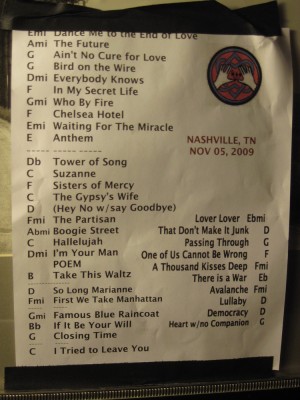 Emi Dance Me to the End of Love
Ami The Future
G Ain't No Cure for Love
G Bird on the Wire
Dmi Everybody Knows
F In My Secret Life
Gmi Who By Fire
F Chelsea Hotel
Emi Waiting For The Miracle
E Anthem
NASHVILLE, TN
NOV 05, 2009
----- ----- -----
Db Tower of Song
C Suzanne
F Sisters of Mercy
C The Gypsy's Wife
D (Hey No w/say Goodbye)
Fmi The Partisan
Abmi Boogie Street
C Hallelujah
Dmi I'm Your Man
POEM
B Take This Waltz
D So Long Marianne
Fmi First We Take Manhattan
Gmi Famous Blue Raincoat
Bb If It Be Your Will
G Closing Time
C I Tried to Leave You
Lover Lover Ebmi
That Don't Make It Junk D
Passing Through G
One of Us Cannot Be Wrong F
A Thousand Kisses Deep Fmi
There is a War Eb
Avalanche Fmi
Lullaby D
Democracy D
Heart w/no Companion G